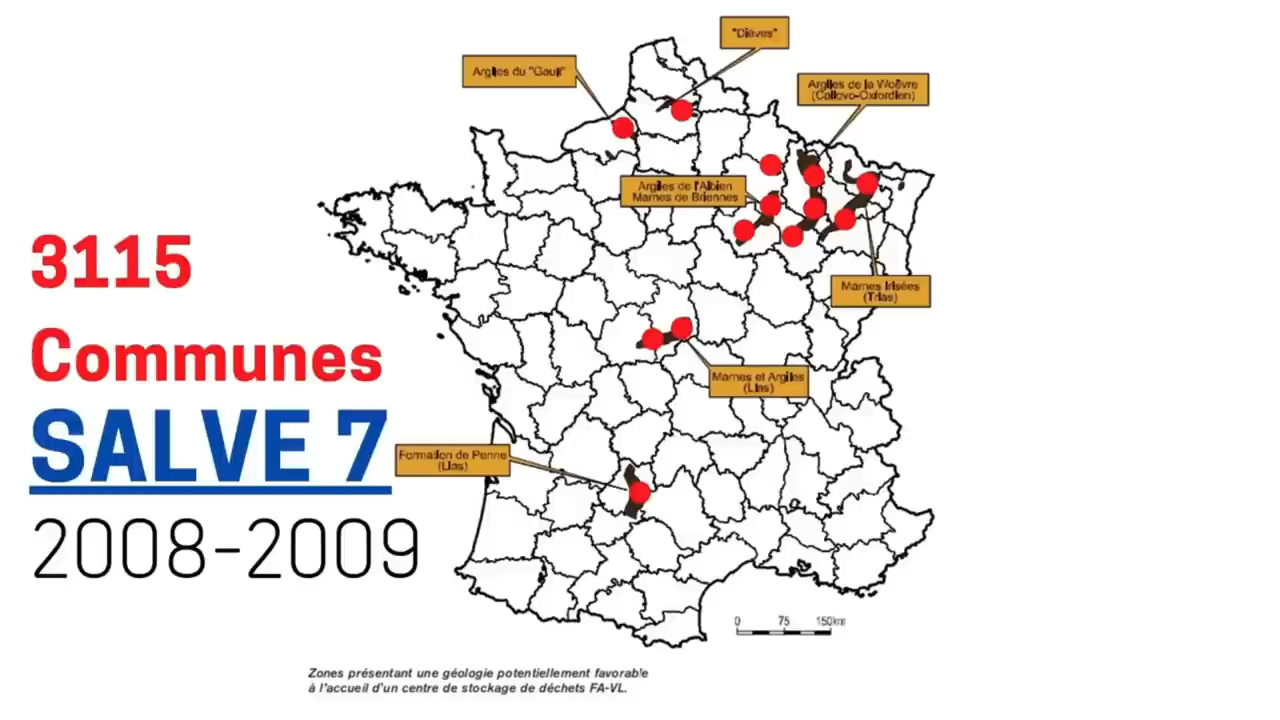 "Dièves"
Argiles du "Gault"
Argiles de la Woëvre
(Callovo-Oxfordien)
Argiles de l'Albien
Marnes de Briennes
3115
Communes
SALVE 7
2008-2009
Marnes Irisées
(Trias)
Marnes et Argiles
(Lias)
Formation de Penne
(Lias)
0 75 150km
Zones présentant une géologie potentiellement favorable
à l'accueil d'un centre de stockage de déchets FA-VL.